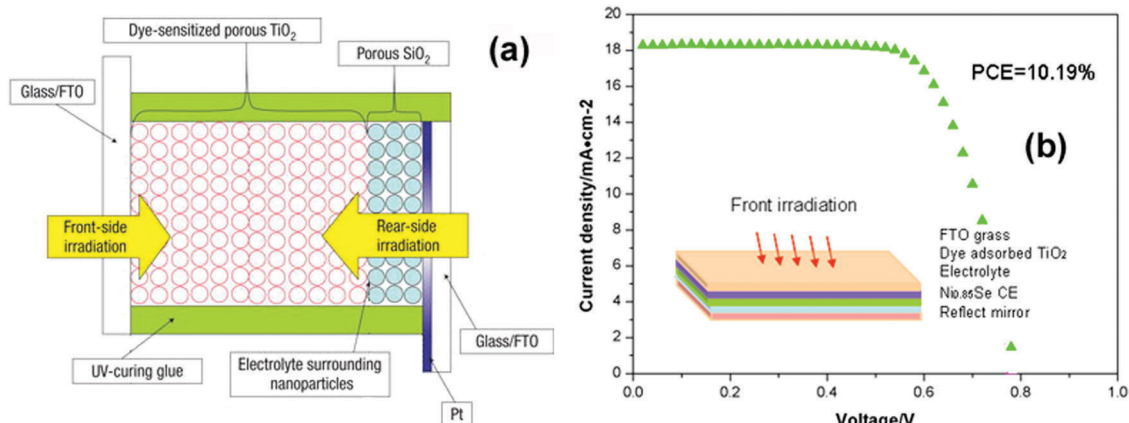 (a)
Dye-sensitized porous TiO2
Porous SiO2
Glass/FTO
Front-side
irradiation
Rear-side
irradiation
Glass/FTO
UV-curing glue
Electrolyte surrounding
nanoparticles
Pt
(b)
PCE=10.19%
Current density/mA•cm-2
20
18
16
14
12
10
8
6
4
2
0
Front irradiation
FTO grass
Dye adsorbed TiO2
Electrolyte
Ni0.85Se CE
Reflect mirror
0.0
0.2
0.4
0.6
0.8
1.0
Voltage/V